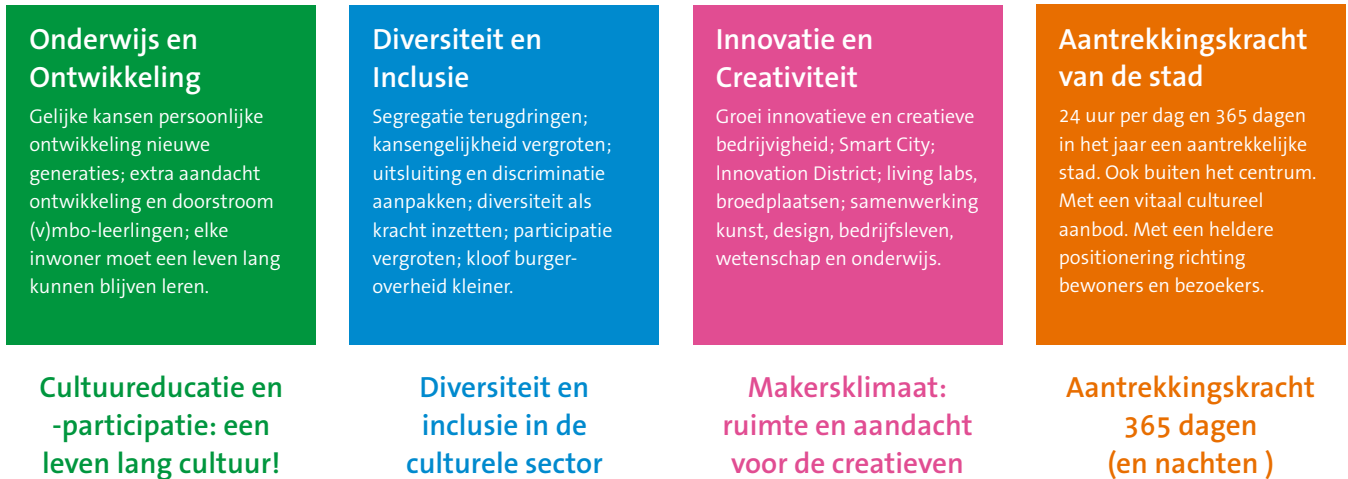 Onderwijs en
Ontwikkeling
Gelijke kansen persoonlijke
ontwikkeling nieuwe
generaties; extra aandacht
ontwikkeling en doorstroom
(v)mbo-leerlingen; elke
inwoner moet een leven lang
kunnen blijven leren.
Cultuureducatie en
-participatie: een
leven lang cultuur!
Diversiteit en
Inclusie
Segregatie terugdringen;
kansengelijkheid vergroten;
uitsluiting en discriminatie
aanpakken; diversiteit als
kracht inzetten; participatie
vergroten; kloof burger-
overheid kleiner.
Diversiteit en
inclusie in de
culturele sector
Innovatie en
Creativiteit
Groei innovatieve en creatieve
bedrijvigheid; Smart City;
Innovation District; living labs,
broedplaatsen; samenwerking
kunst, design, bedrijfsleven,
wetenschap en onderwijs.
Makersklimaat:
ruimte en aandacht
voor de creatieven
Aantrekkingskracht
van de stad
24 uur per dag en 365 dagen
in het jaar een aantrekkelijke
stad. Ook buiten het centrum.
Met een vitaal cultureel
aanbod. Met een heldere
positionering richting
bewoners en bezoekers.
Aantrekkingskracht
365 dagen
(en nachten )